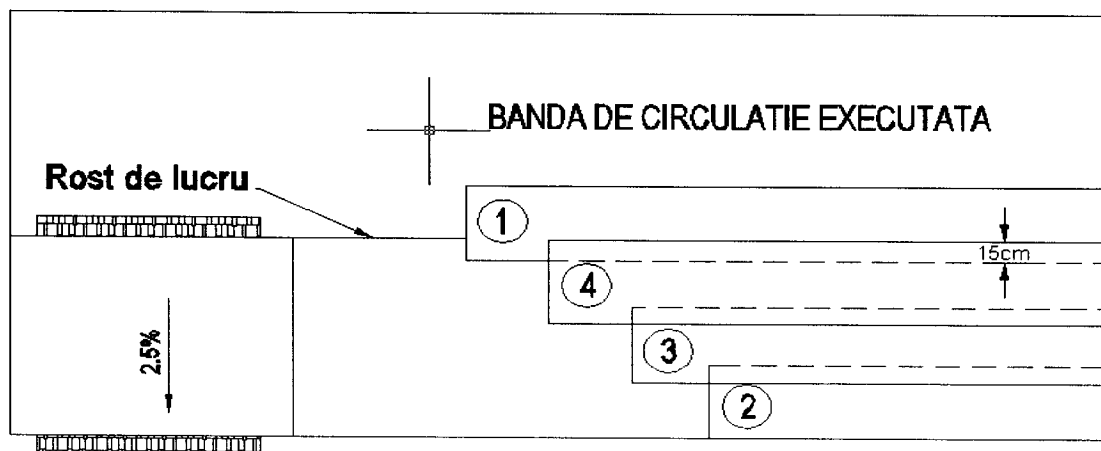 BANDA DE CIRCULATIE EXECUTATA
Rost de lucru
1
15cm
4
2.5%
3
2